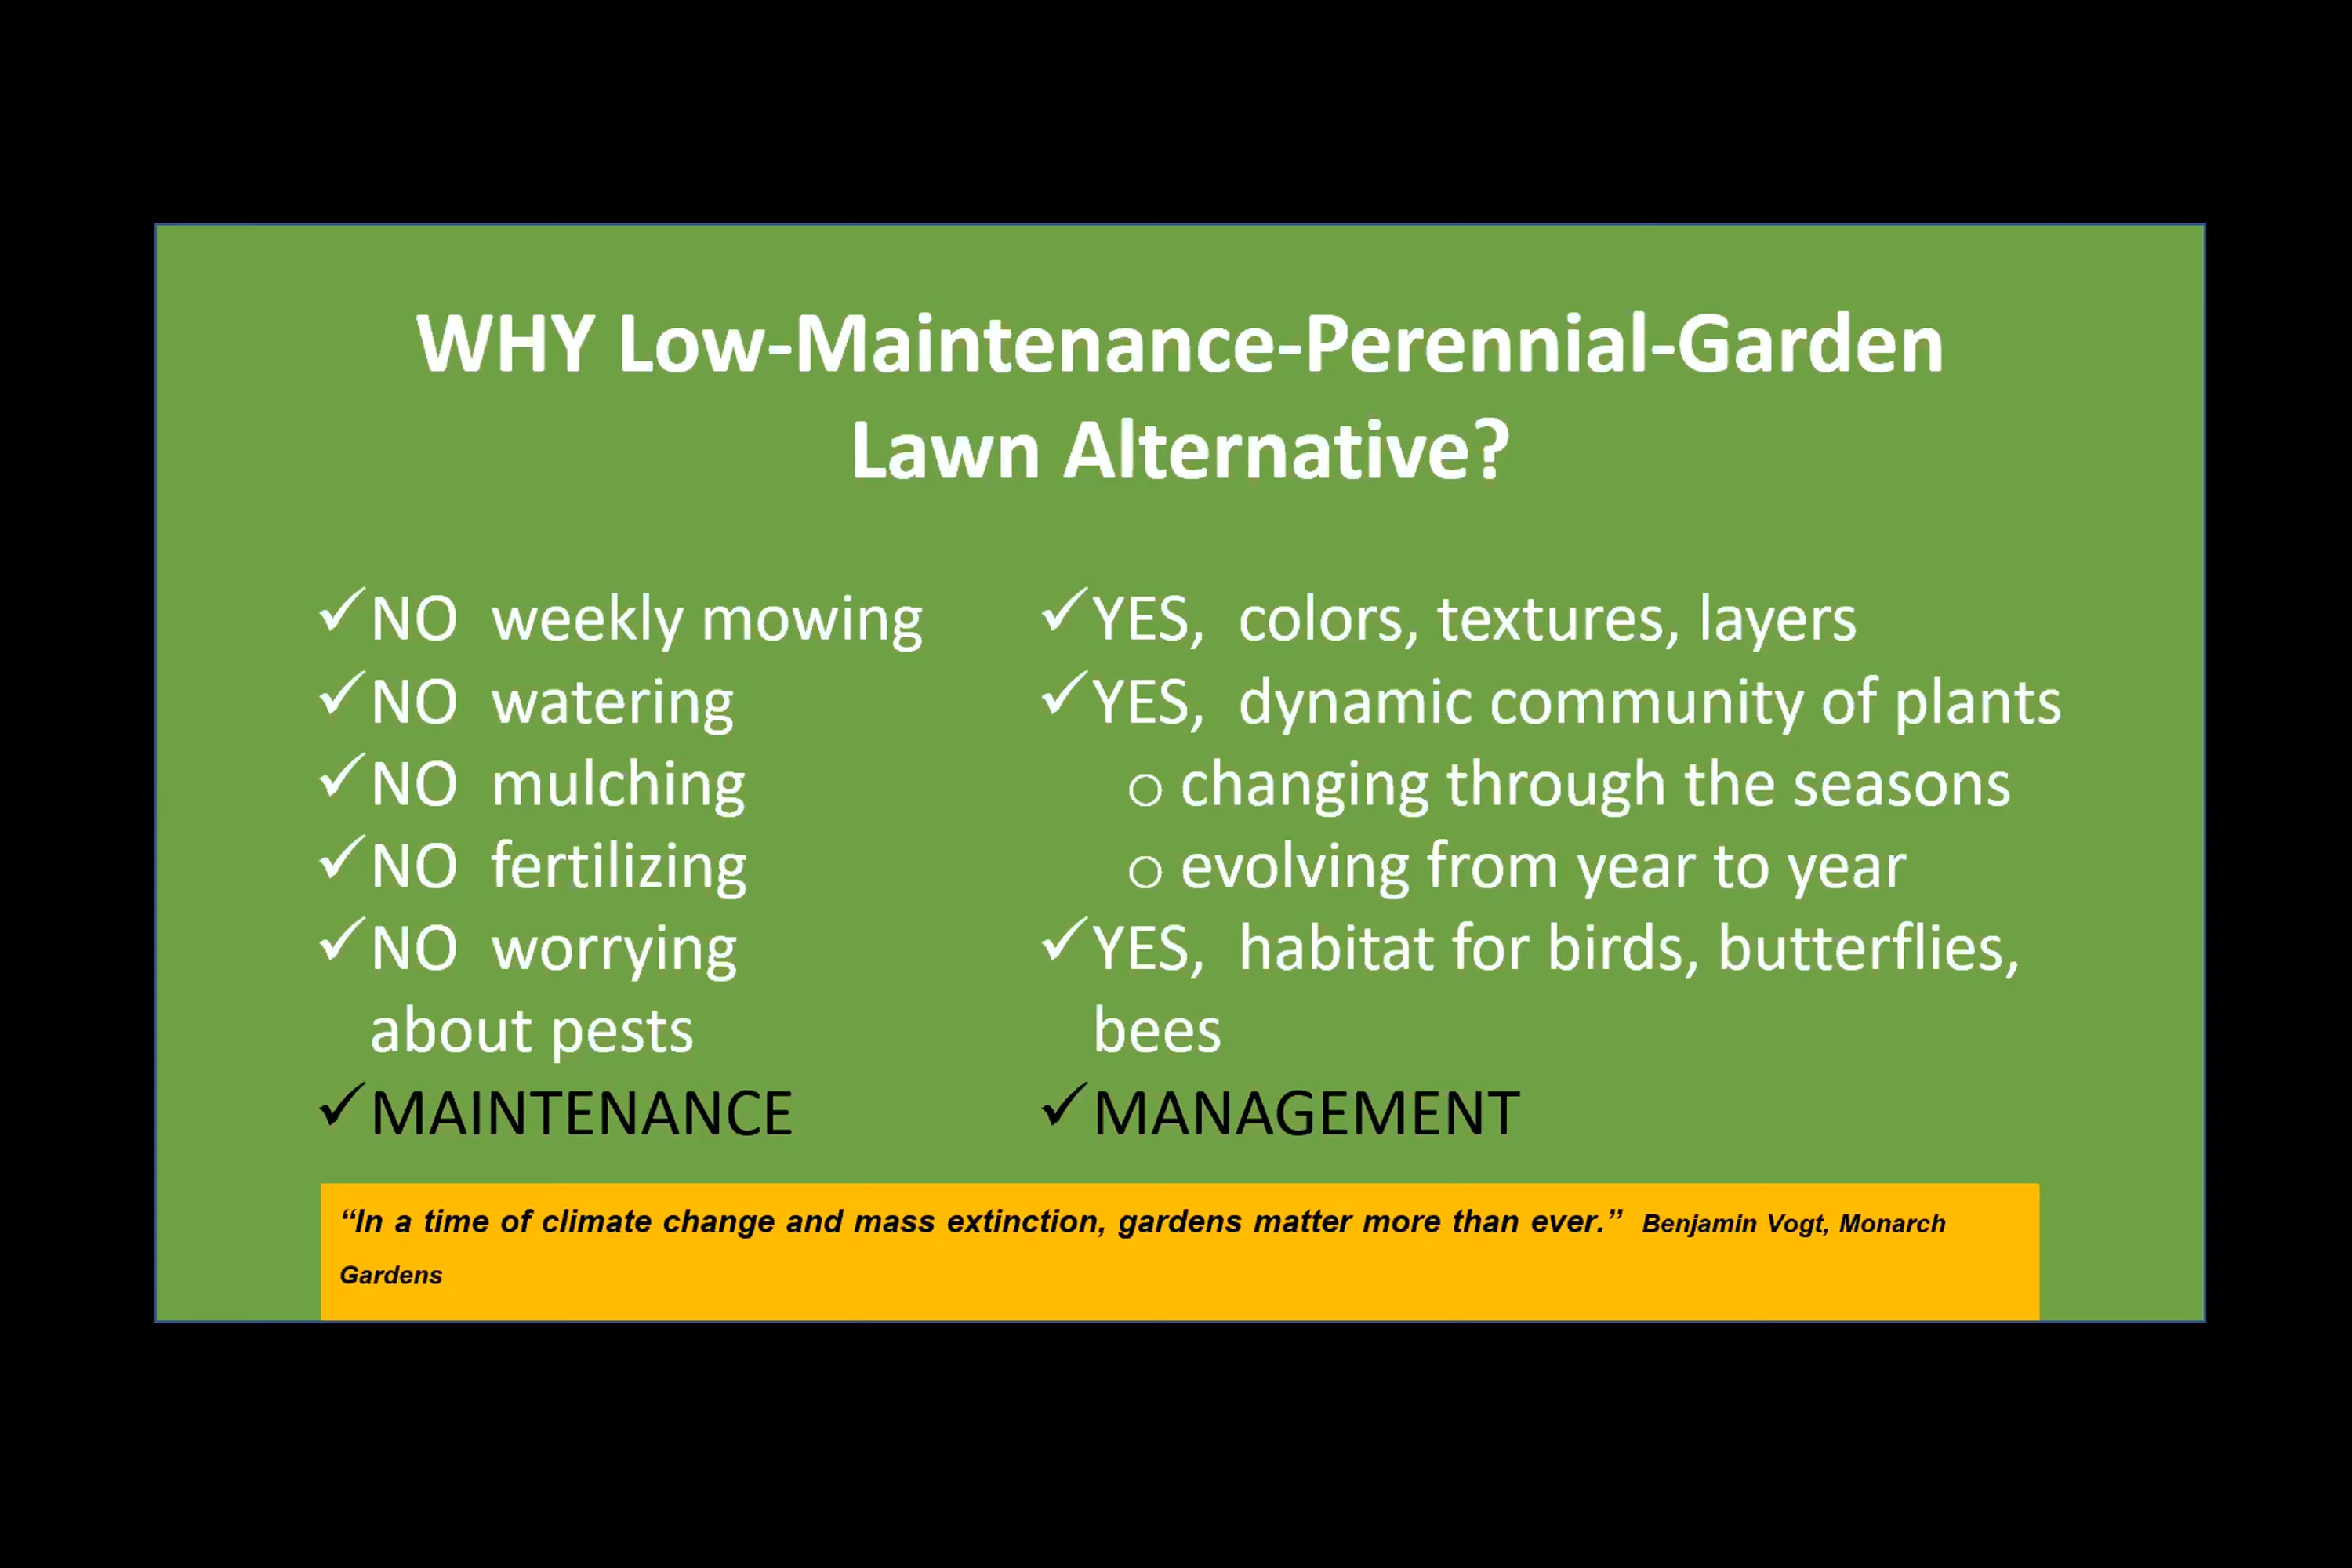 WHY Low-Maintenance-Perennial-Garden
Lawn Alternative?
✓NO weekly mowing
✓NO watering
✓NO mulching
✓NO fertilizing
✓NO worrying
about pests
✓MAINTENANCE
✓YES, colors, textures, layers
✓YES, dynamic community of plants
o changing through the seasons
o evolving from year to year
✓YES, habitat for birds, butterflies,
bees
✓MANAGEMENT
“In a time of climate change and mass extinction, gardens matter more than ever.” Benjamin Vogt, Monarch
Gardens